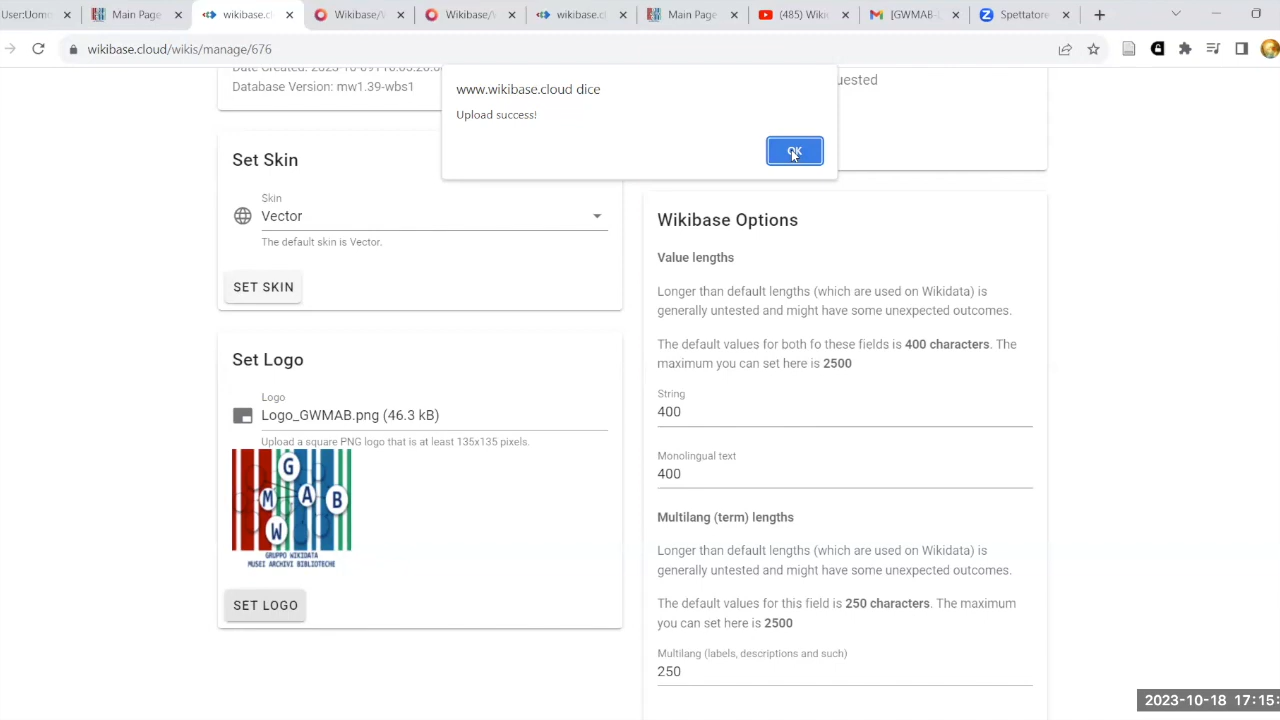 User:Uom
Main Page
wikibase.c
Wikibase/
Wikibase/
wikibase.cl
Main Page
(485) Wiki
[GWMAB-
Spettatore
wikibase.cloud/wikis/manage/676
Database Version: mw1.39-wbs1
uested
www.wikibase.cloud dice
Upload success!
OK
Set Skin
Skin
Vector
The default skin is Vector.
SET SKIN
Set Logo
Logo
Logo_GWMAB.png (46.3 kB)
Upload a square PNG logo that is at least 135x135 pixels.
G
M A B
W
GRUPPO WIKIDATA
MUSEI ARCHIVI BIBLIOTECHE
SET LOGO
Wikibase Options
Value lengths
Longer than default lengths (which are used on Wikidata) is
generally untested and might have some unexpected outcomes.
The default values for both fo these fields is 400 characters. The
maximum you can set here is 2500
String
400
Monolingual text
400
Multilang (term) lengths
Longer than default lengths (which are used on Wikidata) is
generally untested and might have some unexpected outcomes.
The default values for this field is 250 characters. The maximum
you can set here is 2500
Multilang (labels, descriptions and such)
250
2023-10-18 17:15: